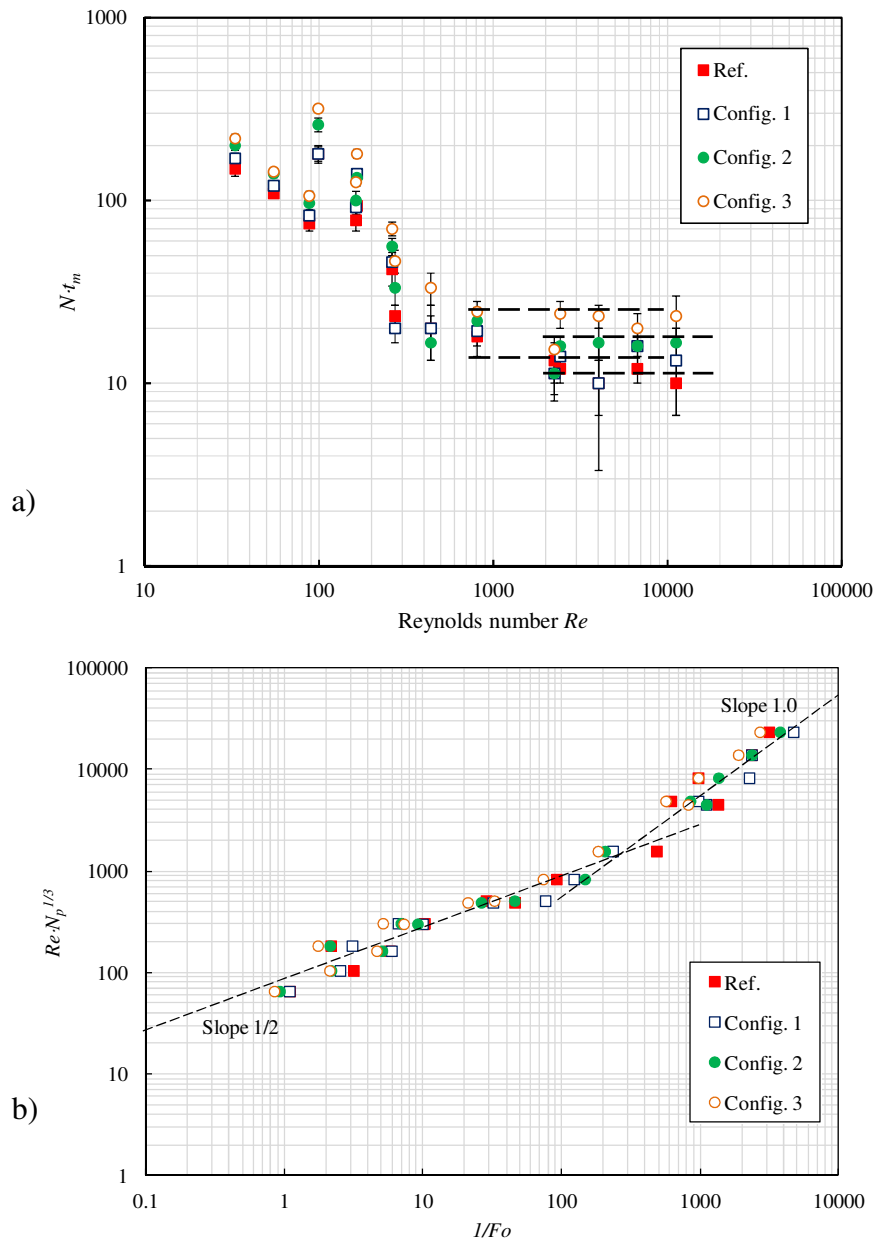 1000
100
10
1
10
100
1000
10000
100000
N·t_m
Reynolds number Re
Ref.
Config. 1
Config. 2
Config. 3
a)
100000
10000
1000
100
10
1
0.1
1
10
100
1000
10000
Re·N_p^{1/3}
1/Fo
Slope 1.0
Slope 1/2
Ref.
Config. 1
Config. 2
Config. 3
b)